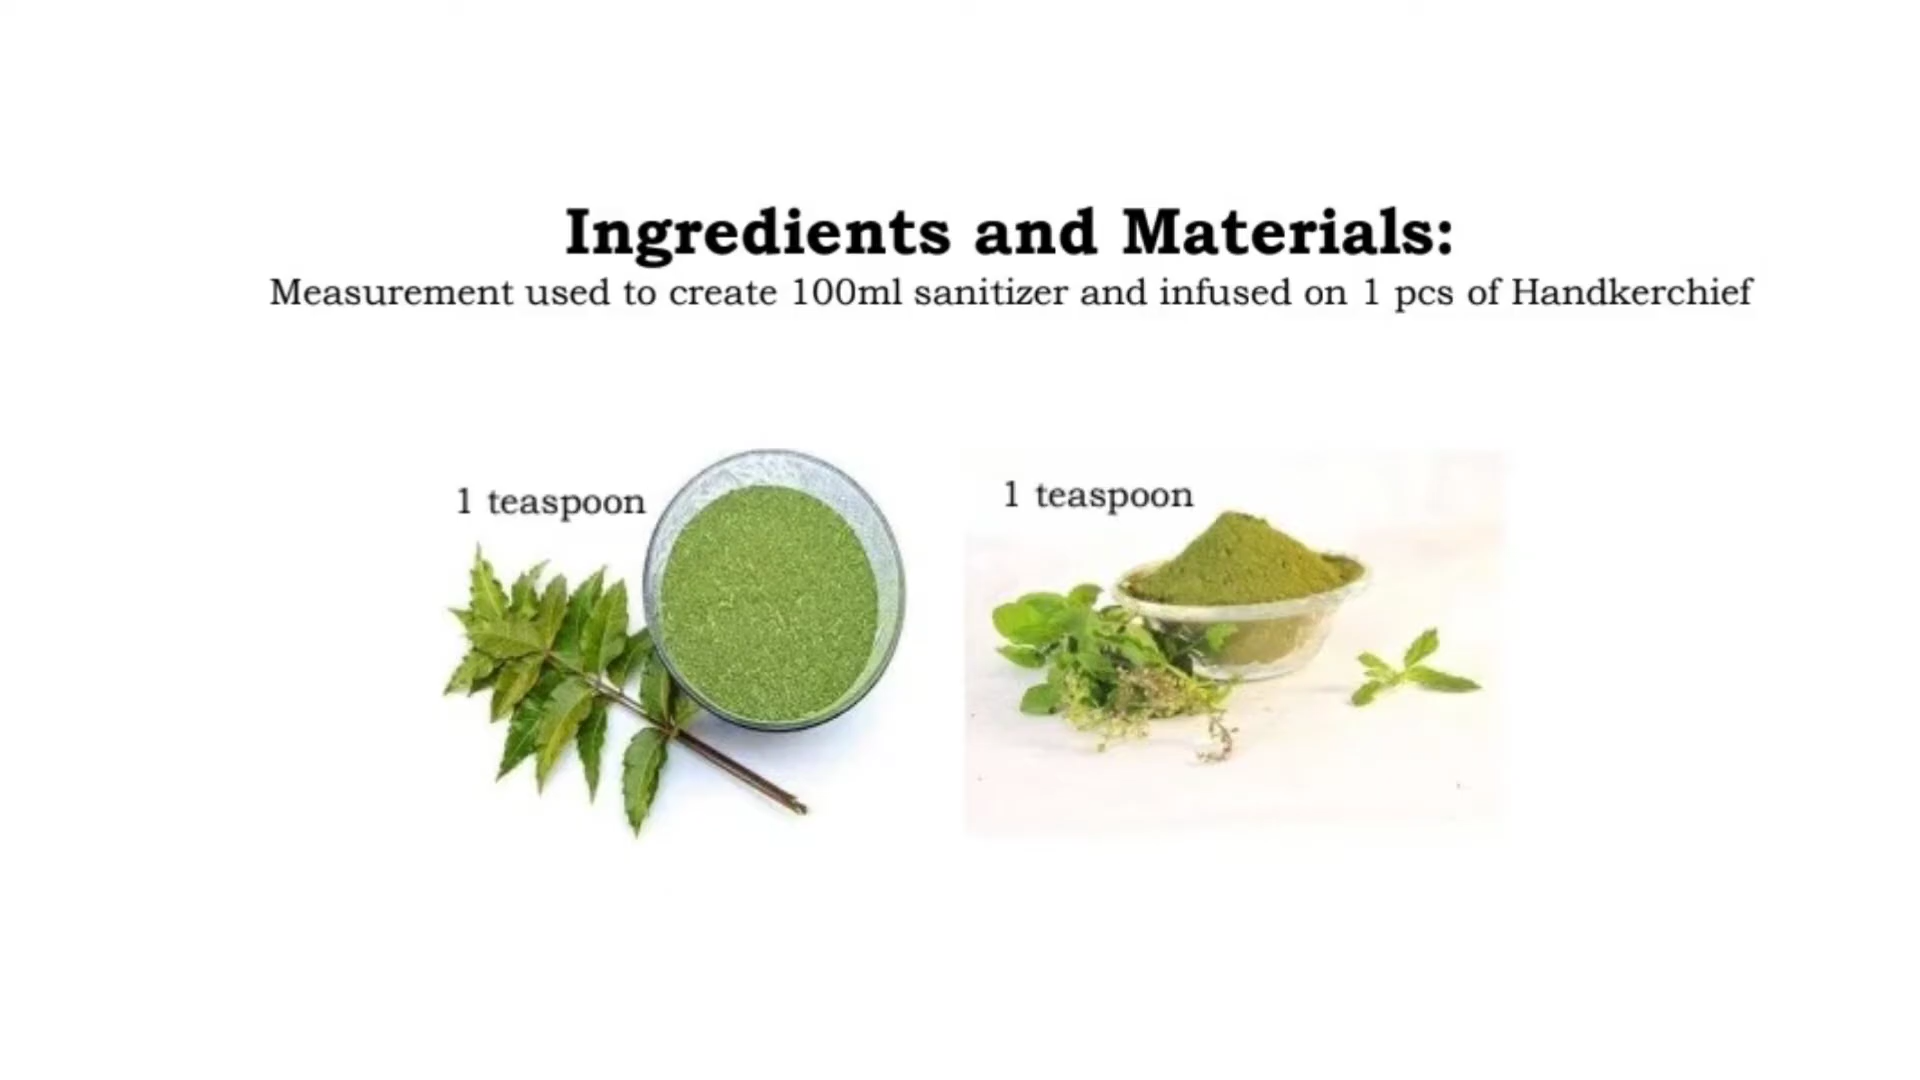 Ingredients and Materials:
Measurement used to create 100ml sanitizer and infused on 1 pcs of Handkerchief
1 teaspoon
1 teaspoon